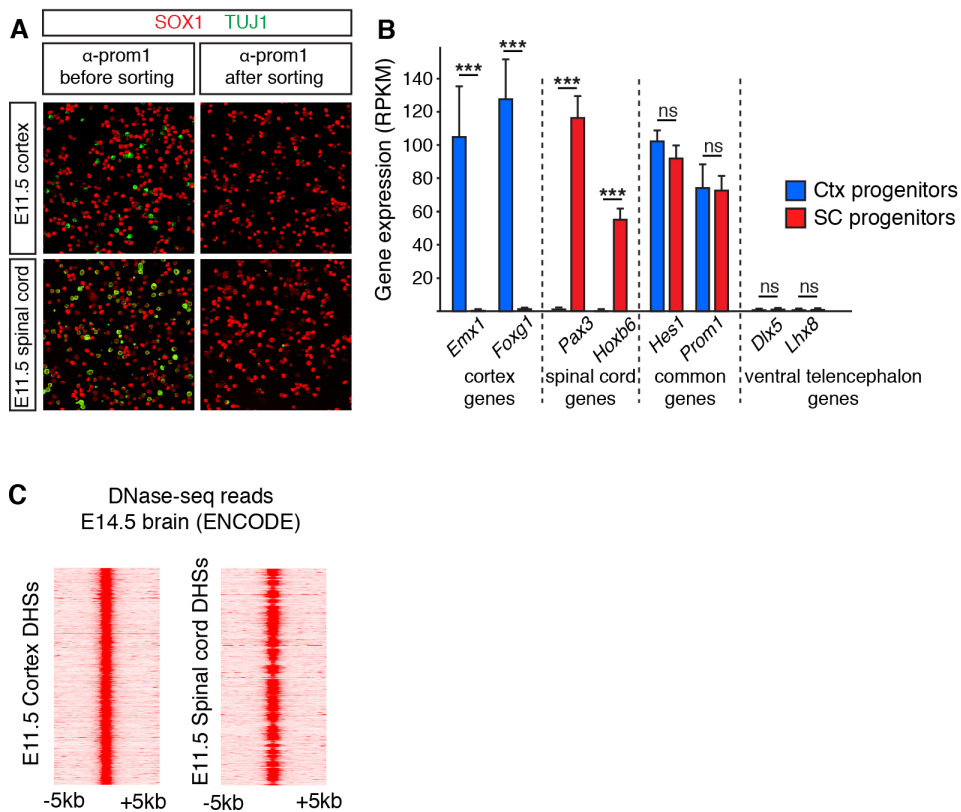 A
SOX1 TUJ1
α-prom1
before sorting
α-prom1
after sorting
E11.5 cortex
E11.5 spinal cord
B
Gene expression (RPKM)
140
120
100
80
60
40
20
***
***
***
***
ns
ns
ns
ns
Emx1
Foxg1
Pax3
Hoxb6
Hes1
Prom1
Dlx5
Lhx8
cortex
genes
spinal cord
genes
common
genes
ventral telencephalon
genes
Ctx progenitors
SC progenitors
C
DNase-seq reads
E14.5 brain (ENCODE)
E11.5 Cortex DHSs
E11.5 Spinal cord DHSs
-5kb +5kb
-5kb +5kb